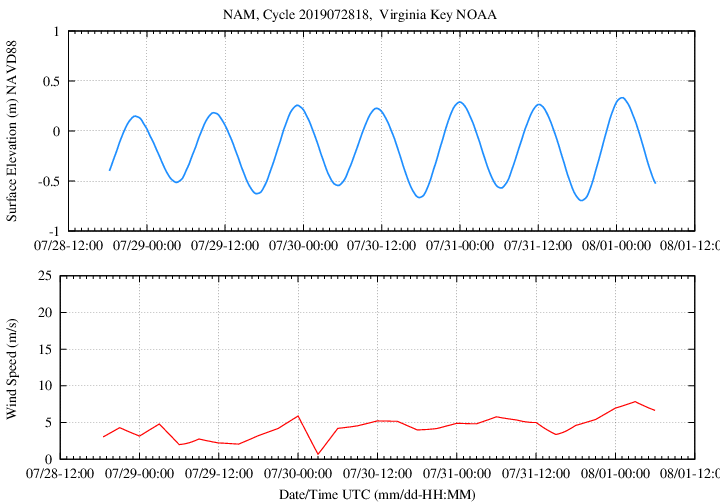 NAM, Cycle 2019072818,  Virginia Key NOAA
Surface Elevation (m) NAVD88
1
0.5
0
-0.5
-1
07/28-12:00 07/29-00:00 07/29-12:00 07/30-00:00 07/30-12:00 07/31-00:00 07/31-12:00 08/01-00:00 08/01-12:0
Wind Speed (m/s)
25
20
15
10
5
0
07/28-12:00 07/29-00:00 07/29-12:00 07/30-00:00 07/30-12:00 07/31-00:00 07/31-12:00 08/01-00:00 08/01-12:0
Date/Time UTC (mm/dd-HH:MM)